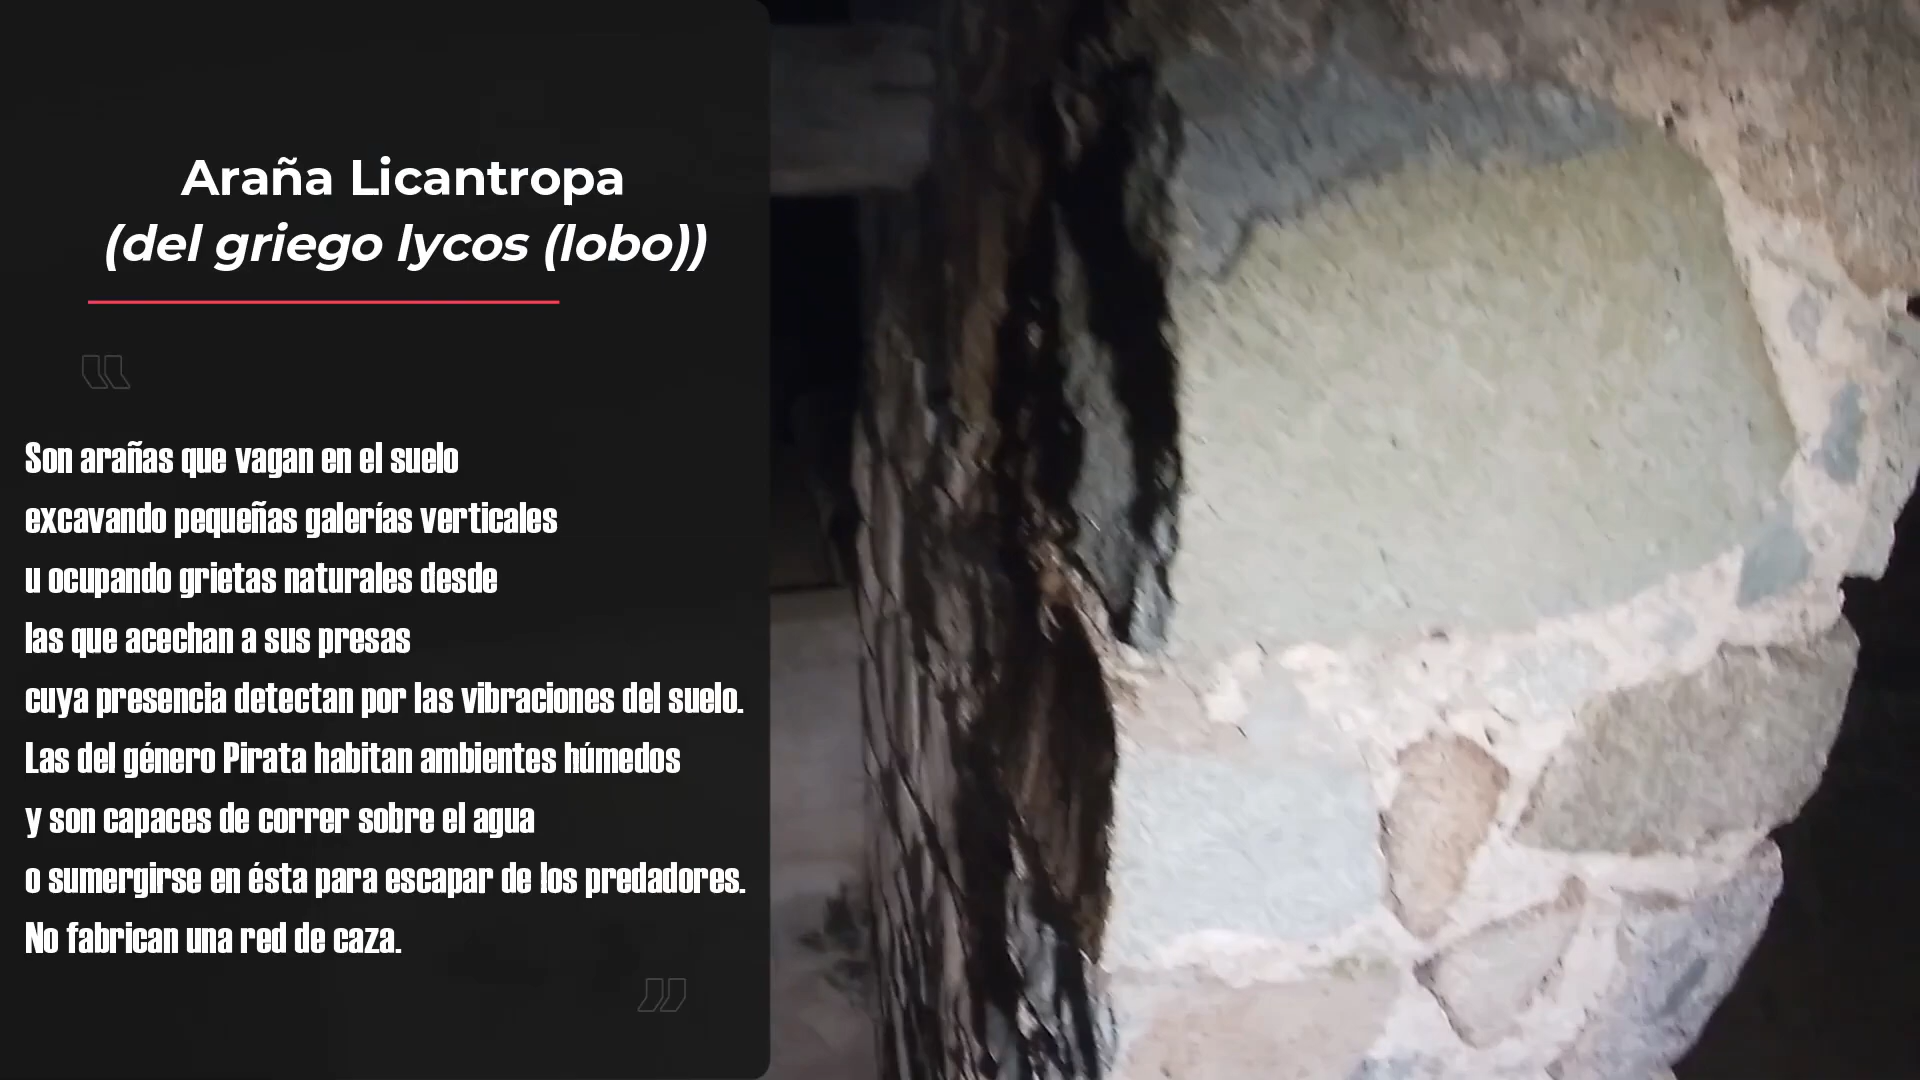 Araña Licantropa
(del griego lycos (lobo))
Son arañas que vagan en el suelo
excavando pequeñas galerías verticales
u ocupando grietas naturales desde
las que acechan a sus presas
cuya presencia detectan por las vibraciones del suelo.
Las del género Pirata habitan ambientes húmedos
y son capaces de correr sobre el agua
o sumergirse en ésta para escapar de los predadores.
No fabrican una red de caza.